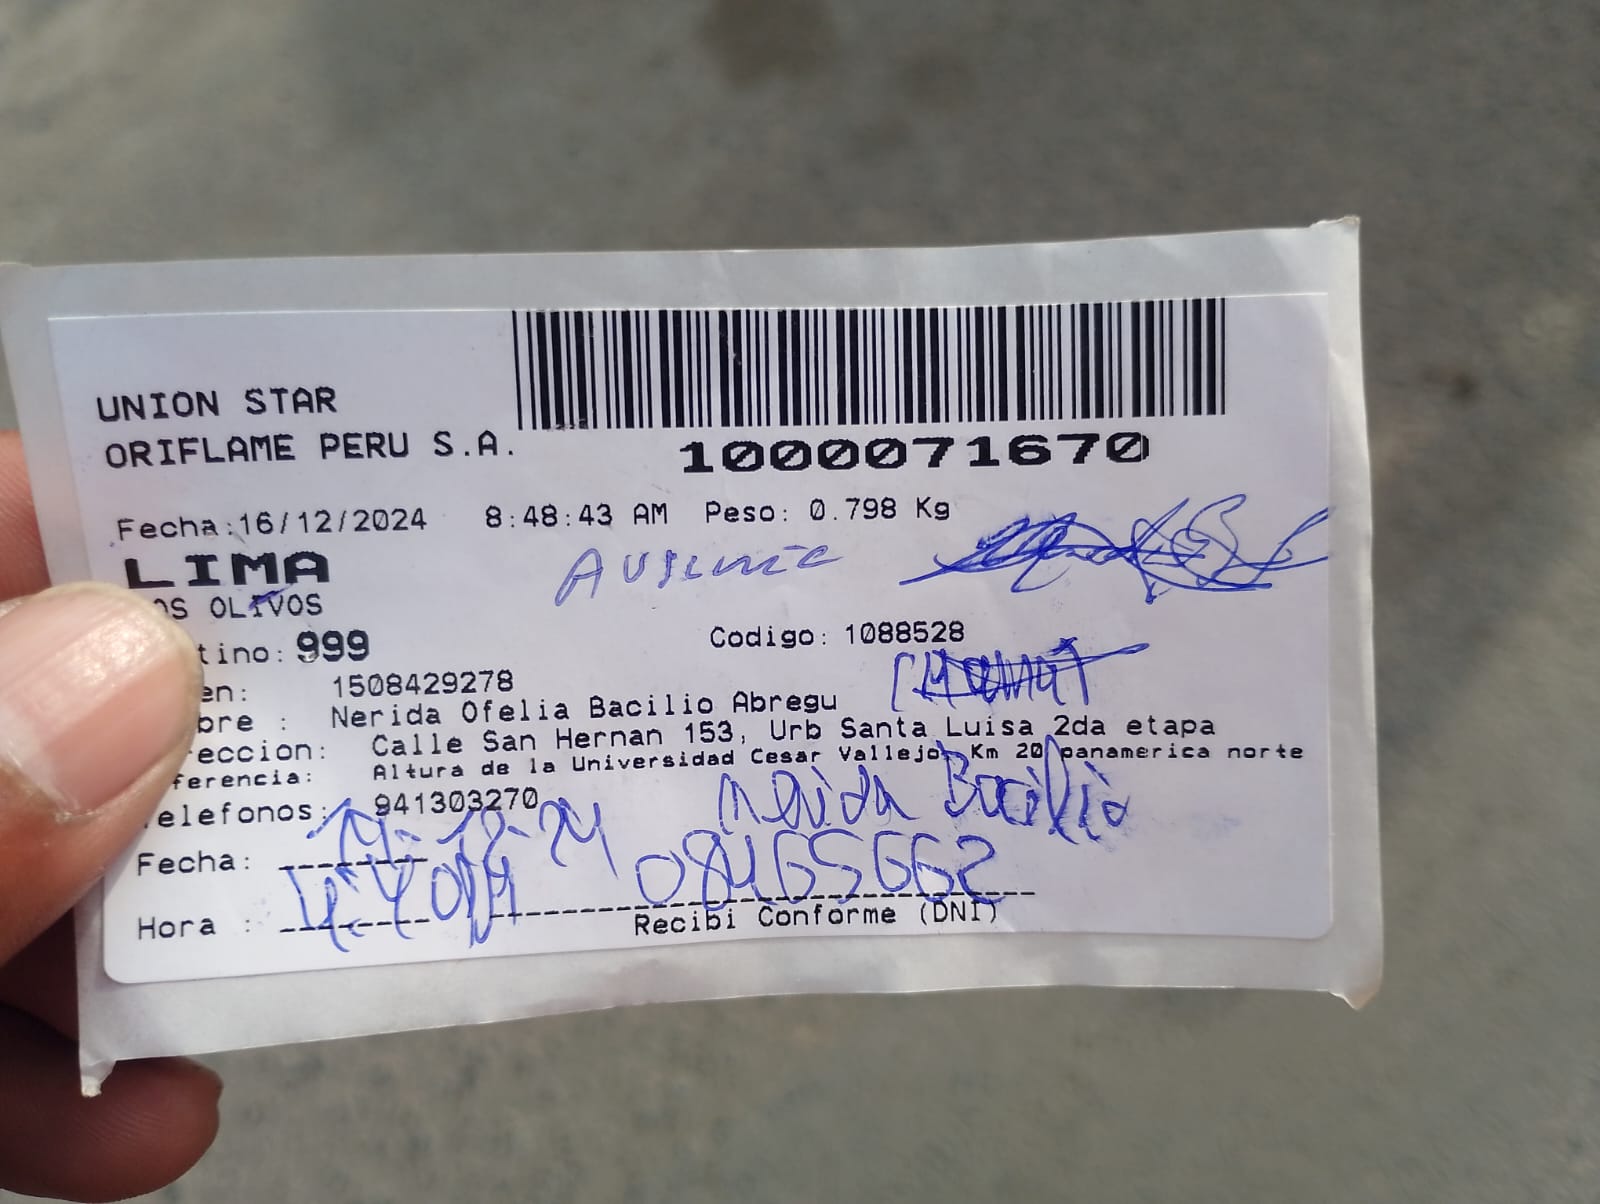 UNION STAR
ORIFLAME PERU S.A.
1000071670
Fecha:16/12/2024 8:48:43 AM Peso: 0.798 Kg
LIMA
Ausente
OS OLIVOS
tino: 999 Codigo: 1088528
en: 1508429278
bre : Nerida Ofelia Bacilio Abregu
reccion: Calle San Hernan 153, Urb Santa Luisa 2da etapa
ferencia: Altura de la Universidad Cesar Vallejo, Km 20 panamerica norte
elefonos: 941303270
Nerida Bacilio
Fecha:
08465662
Hora :
Recibi Conforme (DNI)